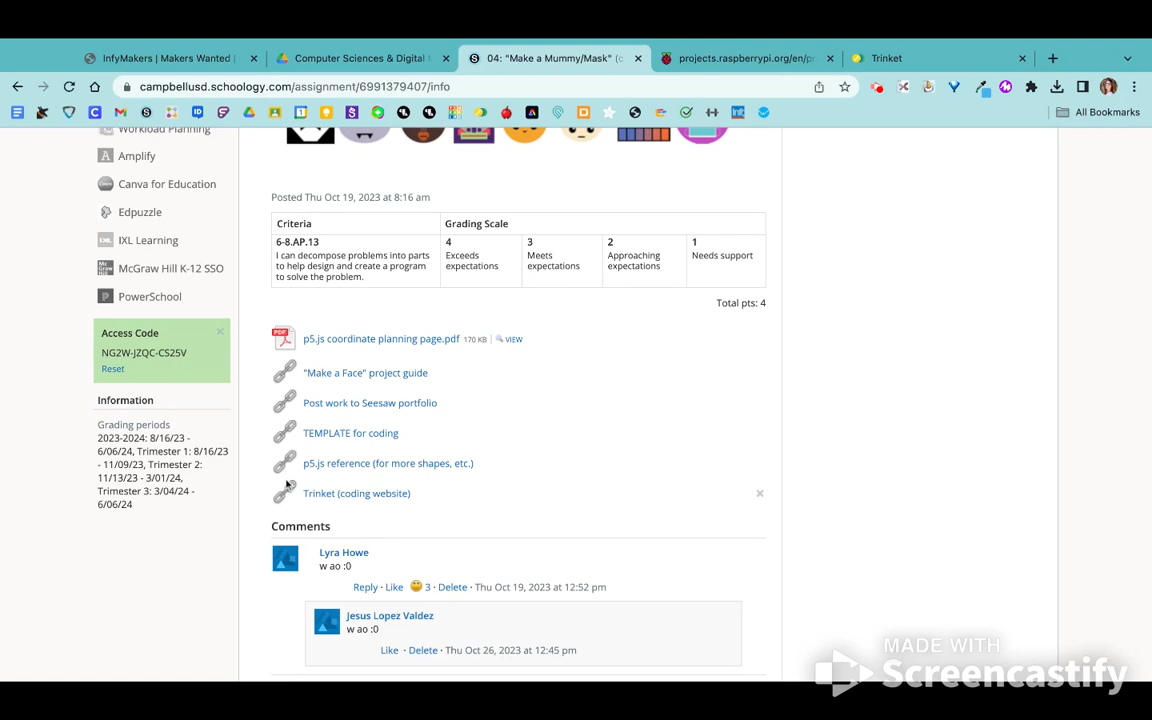 InfyMakers | Makers Wanted |
Computer Sciences & Digital
04: "Make a Mummy/Mask" (c
projects.raspberrypi.org/en/pr
Trinket
campbellusd.schoology.com/assignment/6991379407/info
All Bookmarks
Workload Planning
Amplify
Canva for Education
Edpuzzle
IXL Learning
McGraw Hill K-12 SSO
PowerSchool
Access Code
NG2W-JZQC-CS25V
Reset
Information
Grading periods
2023-2024: 8/16/23 -
6/06/24, Trimester 1: 8/16/23
- 11/09/23, Trimester 2:
11/13/23 - 3/01/24,
Trimester 3: 3/04/24 -
6/06/24
Posted Thu Oct 19, 2023 at 8:16 am
Criteria Grading Scale
6-8.AP.13
I can decompose problems into parts
to help design and create a program
to solve the problem.
4
Exceeds
expectations
3
Meets
expectations
2
Approaching
expectations
1
Needs support
Total pts: 4
PDF
p5.js coordinate planning page.pdf 170 KB | VIEW
"Make a Face" project guide
Post work to Seesaw portfolio
TEMPLATE for coding
p5.js reference (for more shapes, etc.)
Trinket (coding website)
Comments
Lyra Howe
w ao :0
Reply · Like 3 · Delete · Thu Oct 19, 2023 at 12:52 pm
Jesus Lopez Valdez
w ao :0
Like · Delete · Thu Oct 26, 2023 at 12:45 pm
MADE WITH
Screencastify